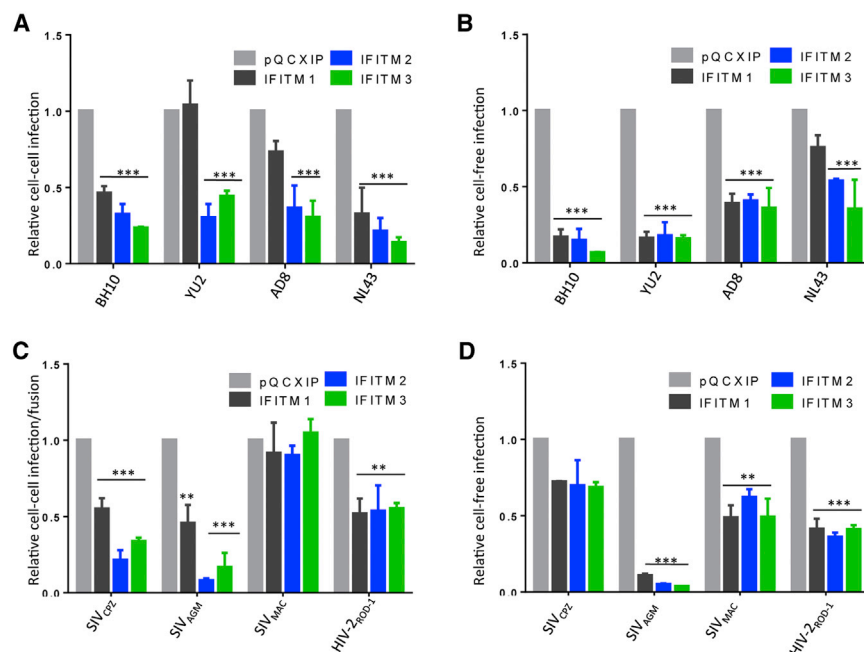 A
Relative cell-cell infection
1.5
1.0
0.5
0.0
pQCXIP
IFITM1
IFITM2
IFITM3
***
***
***
***
BH10
YU2
AD8
NL43
B
Relative cell-free infection
1.5
1.0
0.5
0.0
pQCXIP
IFITM1
IFITM2
IFITM3
***
***
***
***
BH10
YU2
AD8
NL43
C
Relative cell-cell infection/fusion
1.5
1.0
0.5
0.0
pQCXIP
IFITM1
IFITM2
IFITM3
***
**
***
**
SIVCPZ
SIVAGM
SIVMAC
HIV-2ROD-1
D
Relative cell-free infection
1.5
1.0
0.5
0.0
pQCXIP
IFITM1
IFITM2
IFITM3
***
**
***
SIVCPZ
SIVAGM
SIVMAC
HIV-2ROD-1